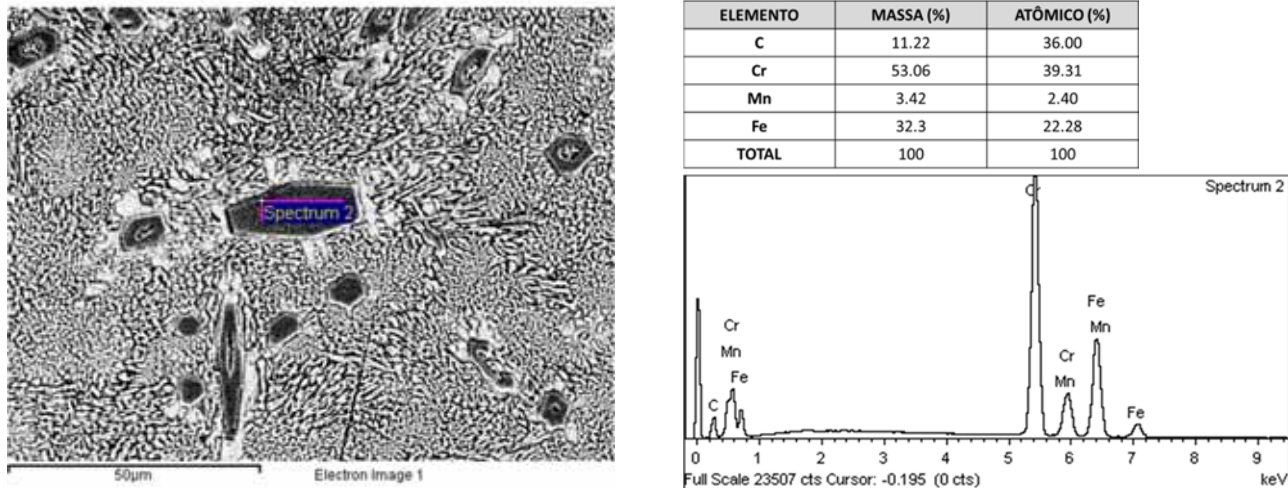 Spectrum 2
50μm
Electron Image 1
ELEMENTO MASSA (%) ATÔMICO (%)
C 11.22 36.00
Cr 53.06 39.31
Mn 3.42 2.40
Fe 32.3 22.28
TOTAL 100 100
Spectrum 2
Cr
Fe
Cr
Mn
Mn
Cr
Fe
Mn
C
Fe
0 1 2 3 4 5 6 7 8 9
Full Scale 23507 cts Cursor: -0.195 (0 cts)
keV